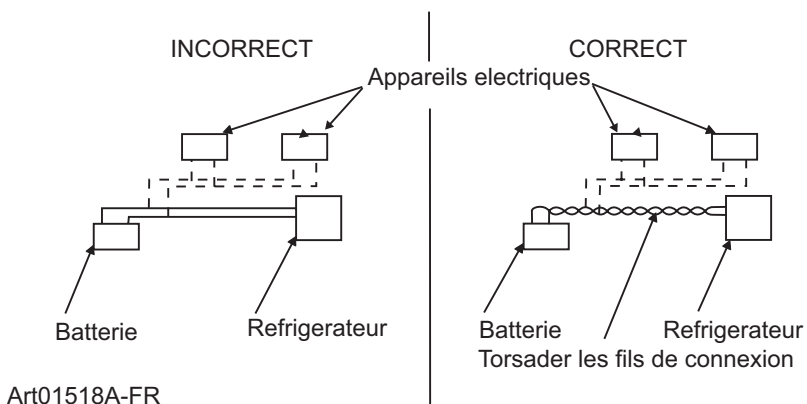 INCORRECT
CORRECT
Appareils electriques
Batterie
Refrigerateur
Batterie
Refrigerateur
Torsader les fils de connexion
Art01518A-FR